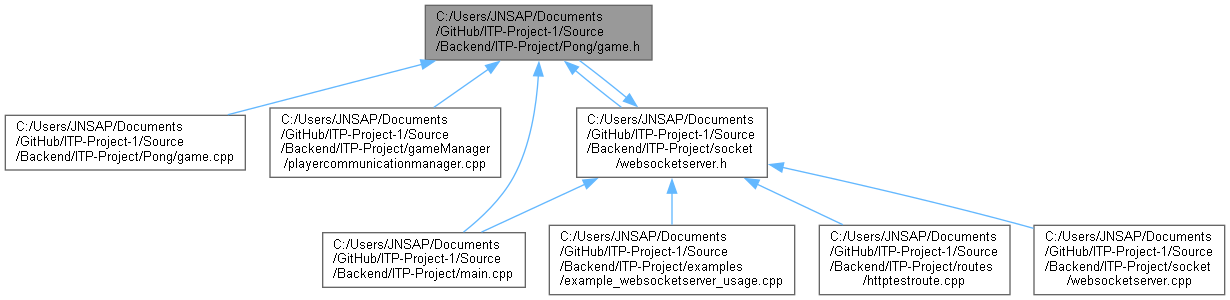 C:/Users/JNSAP/Documents
/GitHub/ITP-Project-1/Source
/Backend/ITP-Project/Pong/game.h
C:/Users/JNSAP/Documents
/GitHub/ITP-Project-1/Source
/Backend/ITP-Project/Pong/game.cpp
C:/Users/JNSAP/Documents
/GitHub/ITP-Project-1/Source
/Backend/ITP-Project/gameManager
/playercommunicationmanager.cpp
C:/Users/JNSAP/Documents
/GitHub/ITP-Project-1/Source
/Backend/ITP-Project/socket
/websocketserver.h
C:/Users/JNSAP/Documents
/GitHub/ITP-Project-1/Source
/Backend/ITP-Project/main.cpp
C:/Users/JNSAP/Documents
/GitHub/ITP-Project-1/Source
/Backend/ITP-Project/examples
/example_websocketserver_usage.cpp
C:/Users/JNSAP/Documents
/GitHub/ITP-Project-1/Source
/Backend/ITP-Project/routes
/httptestroute.cpp
C:/Users/JNSAP/Documents
/GitHub/ITP-Project-1/Source
/Backend/ITP-Project/socket
/websocketserver.cpp